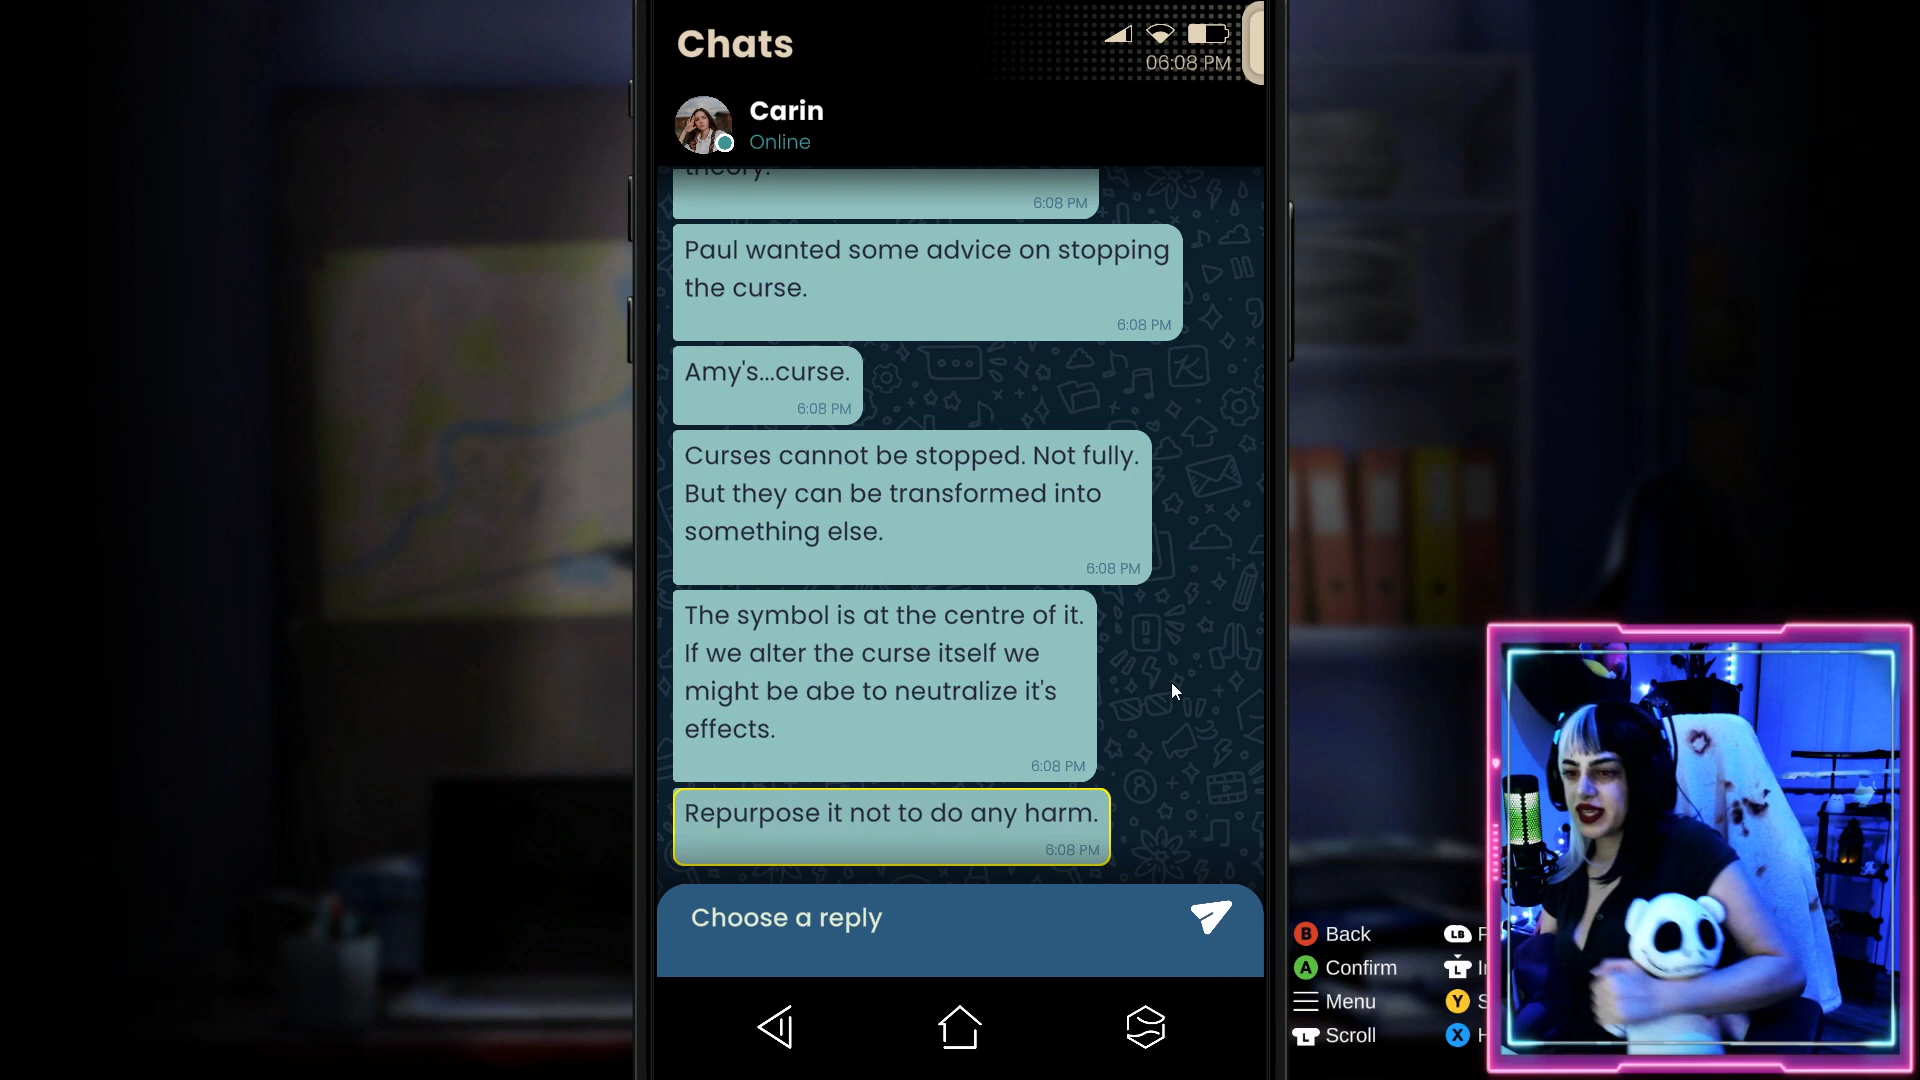 Chats
06:08 PM
Carin
Online
theory.
6:08 PM
Paul wanted some advice on stopping
the curse.
6:08 PM
Amy's...curse.
6:08 PM
Curses cannot be stopped. Not fully.
But they can be transformed into
something else.
6:08 PM
The symbol is at the centre of it.
If we alter the curse itself we
might be abe to neutralize it's
effects.
6:08 PM
Repurpose it not to do any harm.
6:08 PM
Choose a reply
B Back
LB
A Confirm
L
Menu
Y S
L Scroll
X